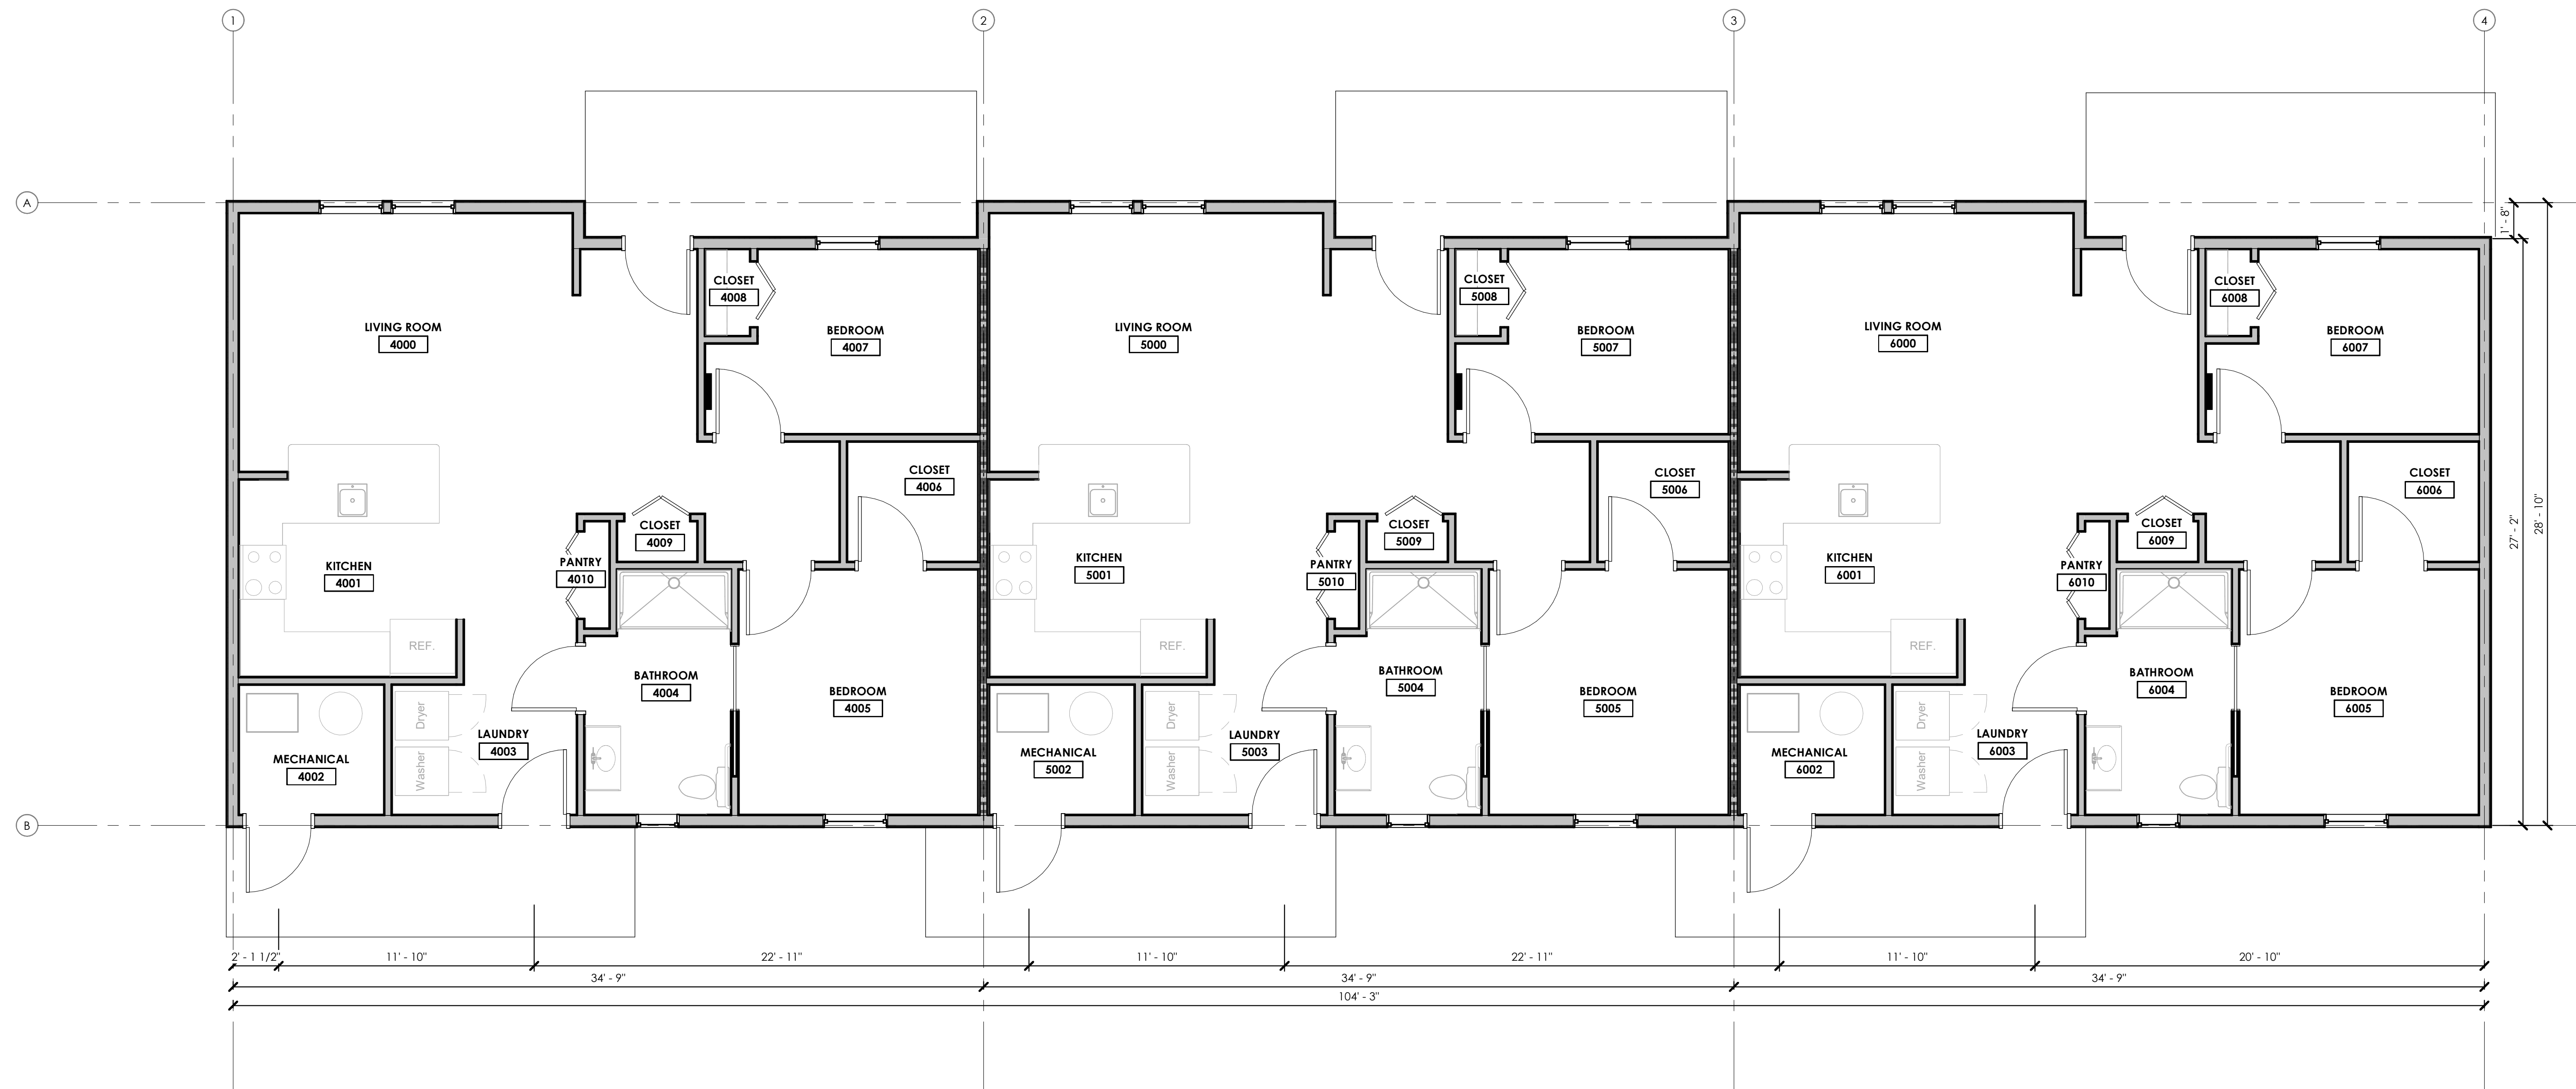 1
2
3
4
A
1' - 8"
CLOSET
4008
CLOSET
5008
CLOSET
6008
LIVING ROOM
4000
BEDROOM
4007
LIVING ROOM
5000
BEDROOM
5007
LIVING ROOM
6000
BEDROOM
6007
CLOSET
4006
CLOSET
5006
CLOSET
6006
27' - 2"
28' - 10"
CLOSET
4009
CLOSET
5009
CLOSET
6009
KITCHEN
4001
PANTRY
4010
KITCHEN
5001
PANTRY
5010
KITCHEN
6001
PANTRY
6010
REF.
REF.
REF.
BATHROOM
4004
BEDROOM
4005
BATHROOM
5004
BEDROOM
5005
BATHROOM
6004
BEDROOM
6005
Dryer
Dryer
Dryer
MECHANICAL
4002
LAUNDRY
4003
MECHANICAL
5002
LAUNDRY
5003
MECHANICAL
6002
LAUNDRY
6003
Washer
Washer
Washer
B
2' - 1 1/2"
11' - 10"
22' - 11"
11' - 10"
22' - 11"
11' - 10"
20' - 10"
34' - 9"
34' - 9"
34' - 9"
104' - 3"